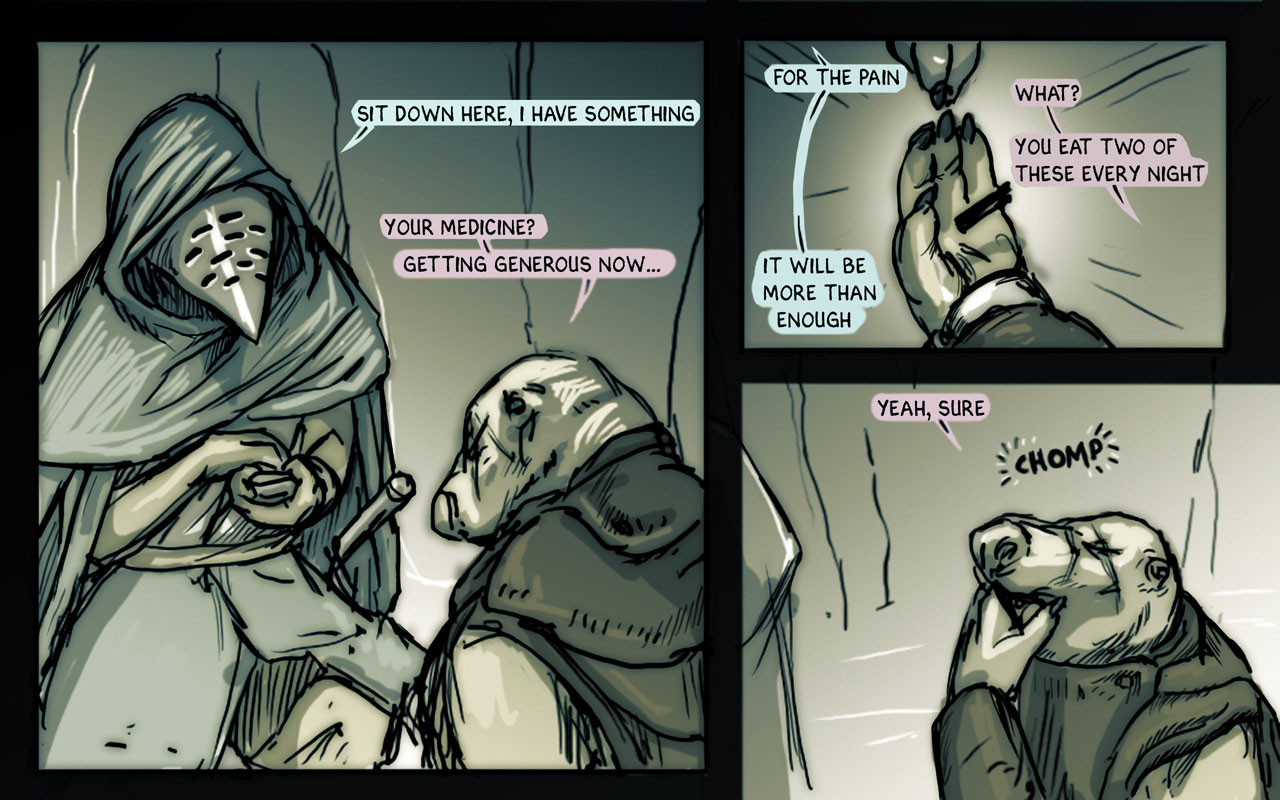 SIT DOWN HERE, I HAVE SOMETHING
YOUR MEDICINE?
GETTING GENEROUS NOW...
FOR THE PAIN
IT WILL BE
MORE THAN
ENOUGH
WHAT?
YOU EAT TWO OF
THESE EVERY NIGHT
YEAH, SURE
CHOMP